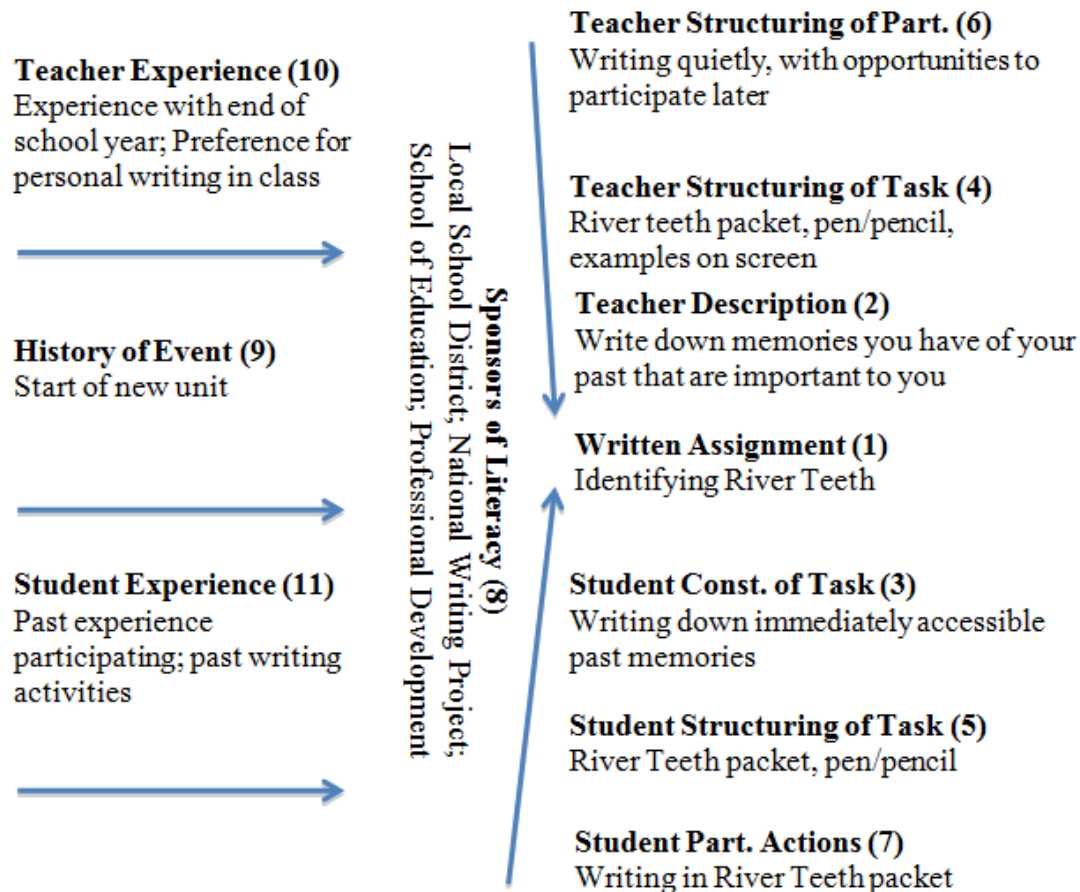 Teacher Experience (10)
Experience with end of
school year; Preference for
personal writing in class
History of Event (9)
Start of new unit
Student Experience (11)
Past experience
participating; past writing
activities
Sponsors of Literacy (8)
Local School District; National Writing Project;
School of Education; Professional Development
Teacher Structuring of Part. (6)
Writing quietly, with opportunities to
participate later
Teacher Structuring of Task (4)
River teeth packet, pen/pencil,
examples on screen
Teacher Description (2)
Write down memories you have of your
past that are important to you
Written Assignment (1)
Identifying River Teeth
Student Const. of Task (3)
Writing down immediately accessible
past memories
Student Structuring of Task (5)
River Teeth packet, pen/pencil
Student Part. Actions (7)
Writing in River Teeth packet